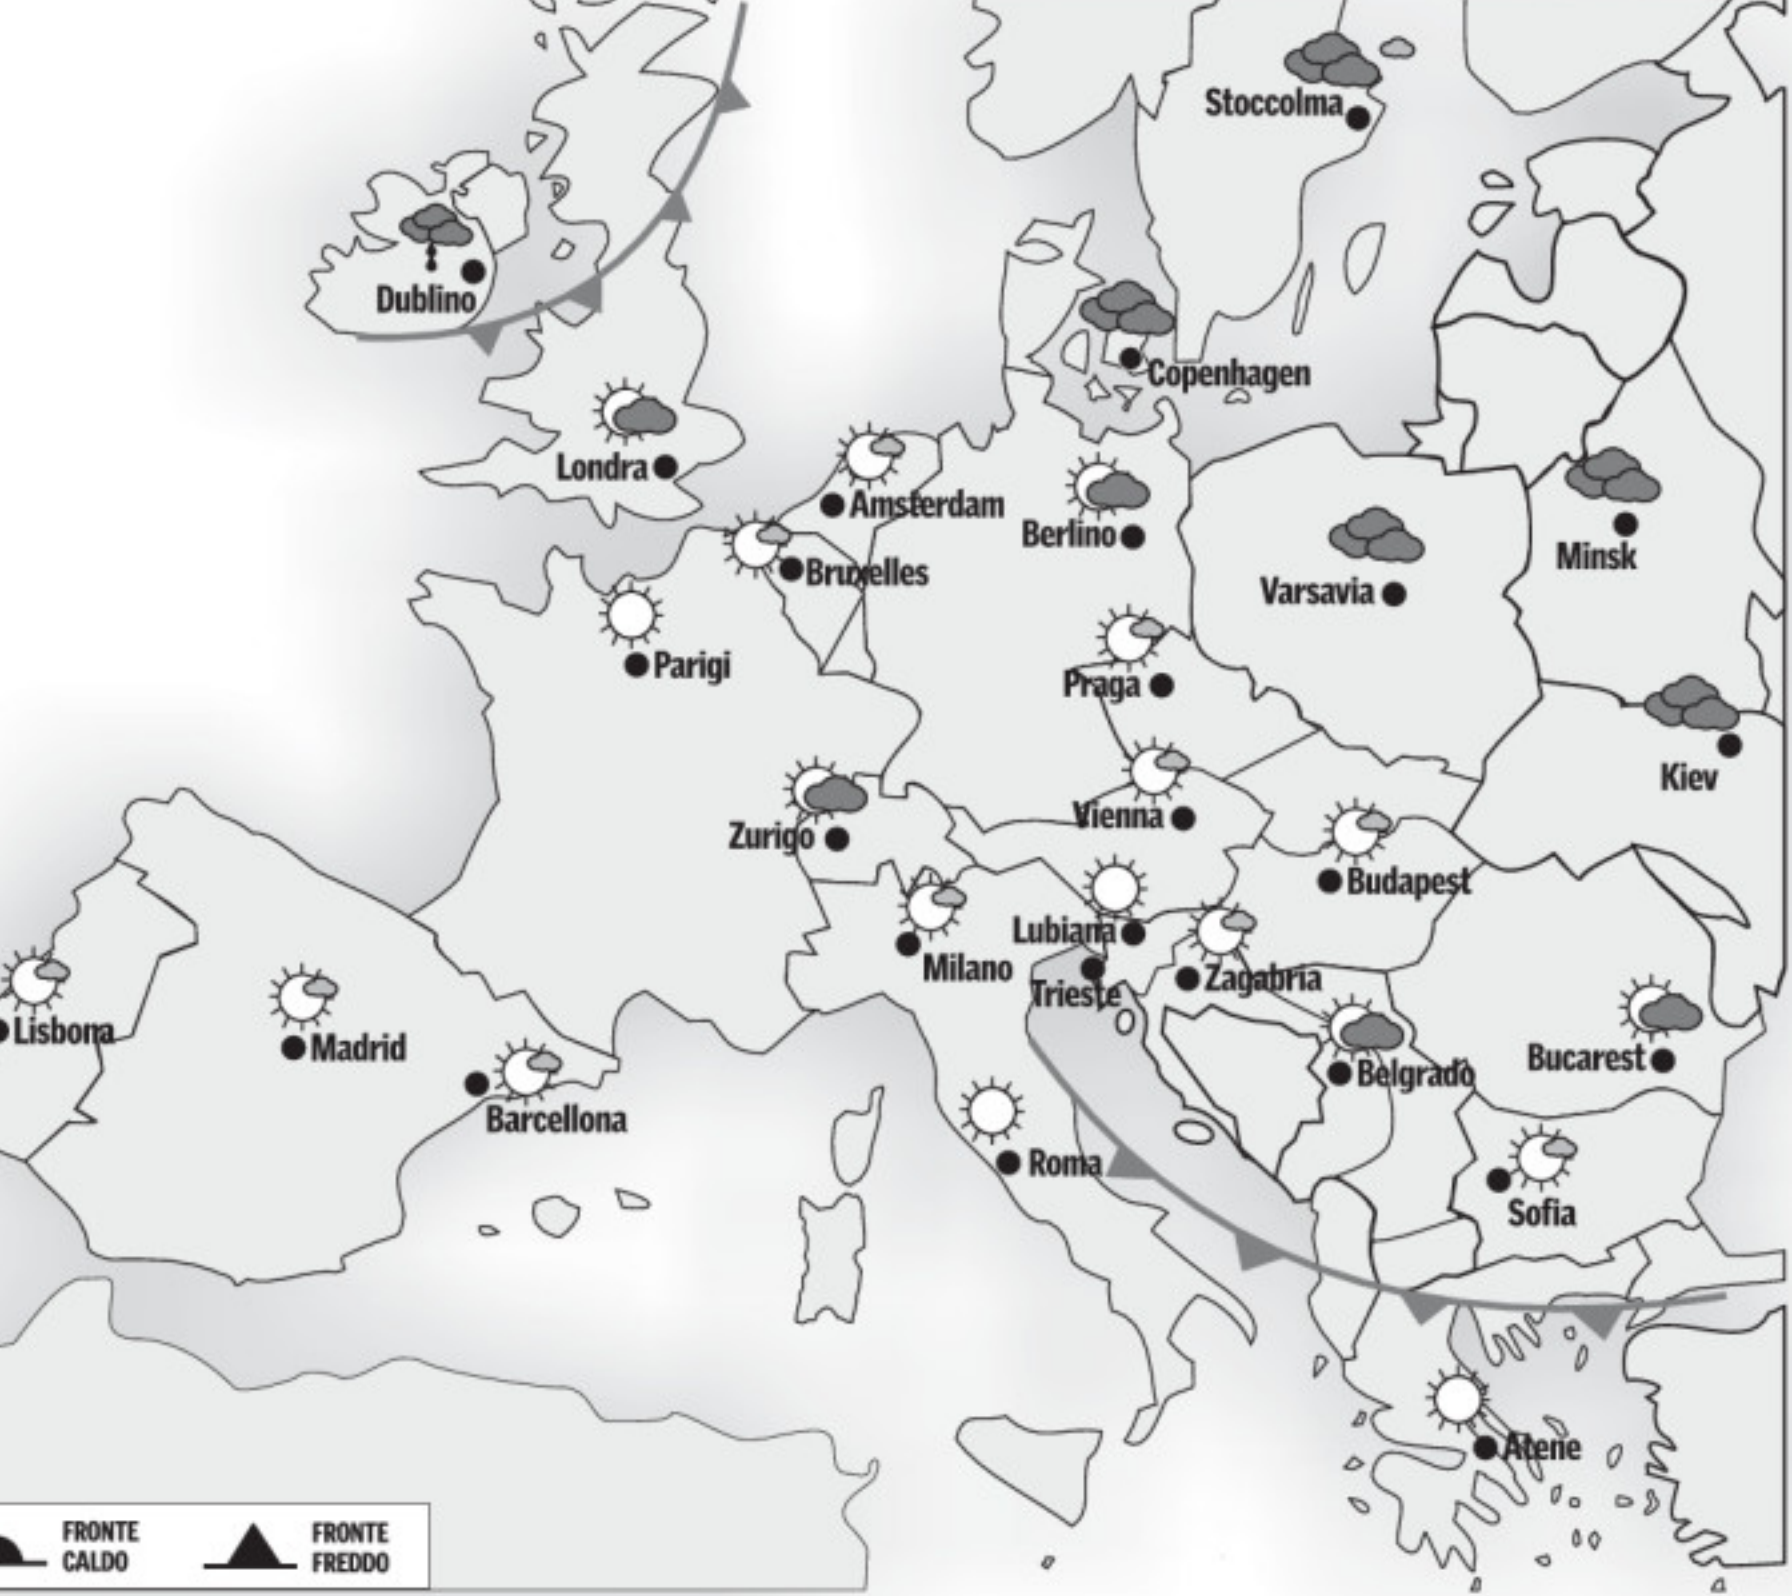 Stoccolma
Dublino
Copenhagen
Londra
Amsterdam
Berlino
Minsk
Bruxelles
Varsavia
Parigi
Praga
Kiev
Vienna
Zurigo
Budapest
Lubiana
Milano
Trieste
Zagabria
Lisbona
Madrid
Belgrado
Bucarest
Barcellona
Roma
Sofia
Atene
FRONTE
CALDO
FRONTE
FREDDO